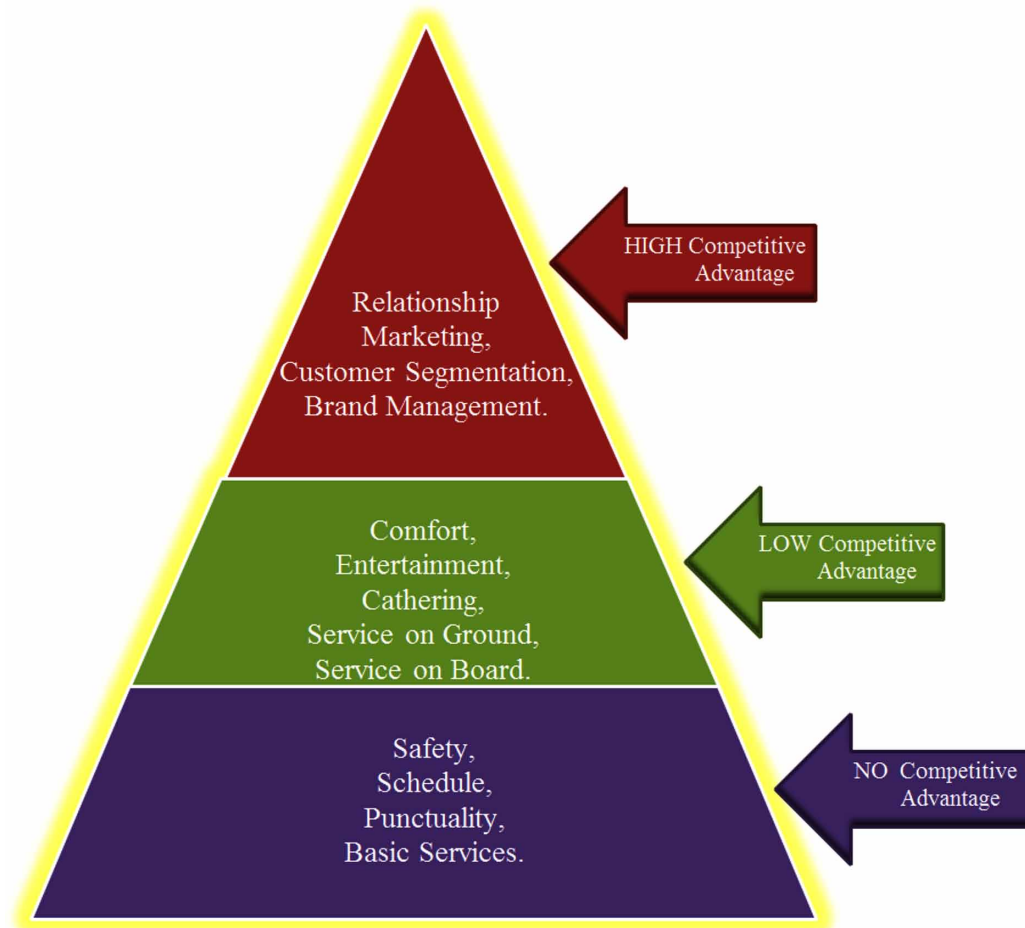 HIGH Competitive
Advantage
Relationship
Marketing,
Customer Segmentation,
Brand Management.
Comfort,
Entertainment,
Cathering,
Service on Ground,
Service on Board.
LOW Competitive
Advantage
Safety,
Schedule,
Punctuality,
Basic Services.
NO Competitive
Advantage